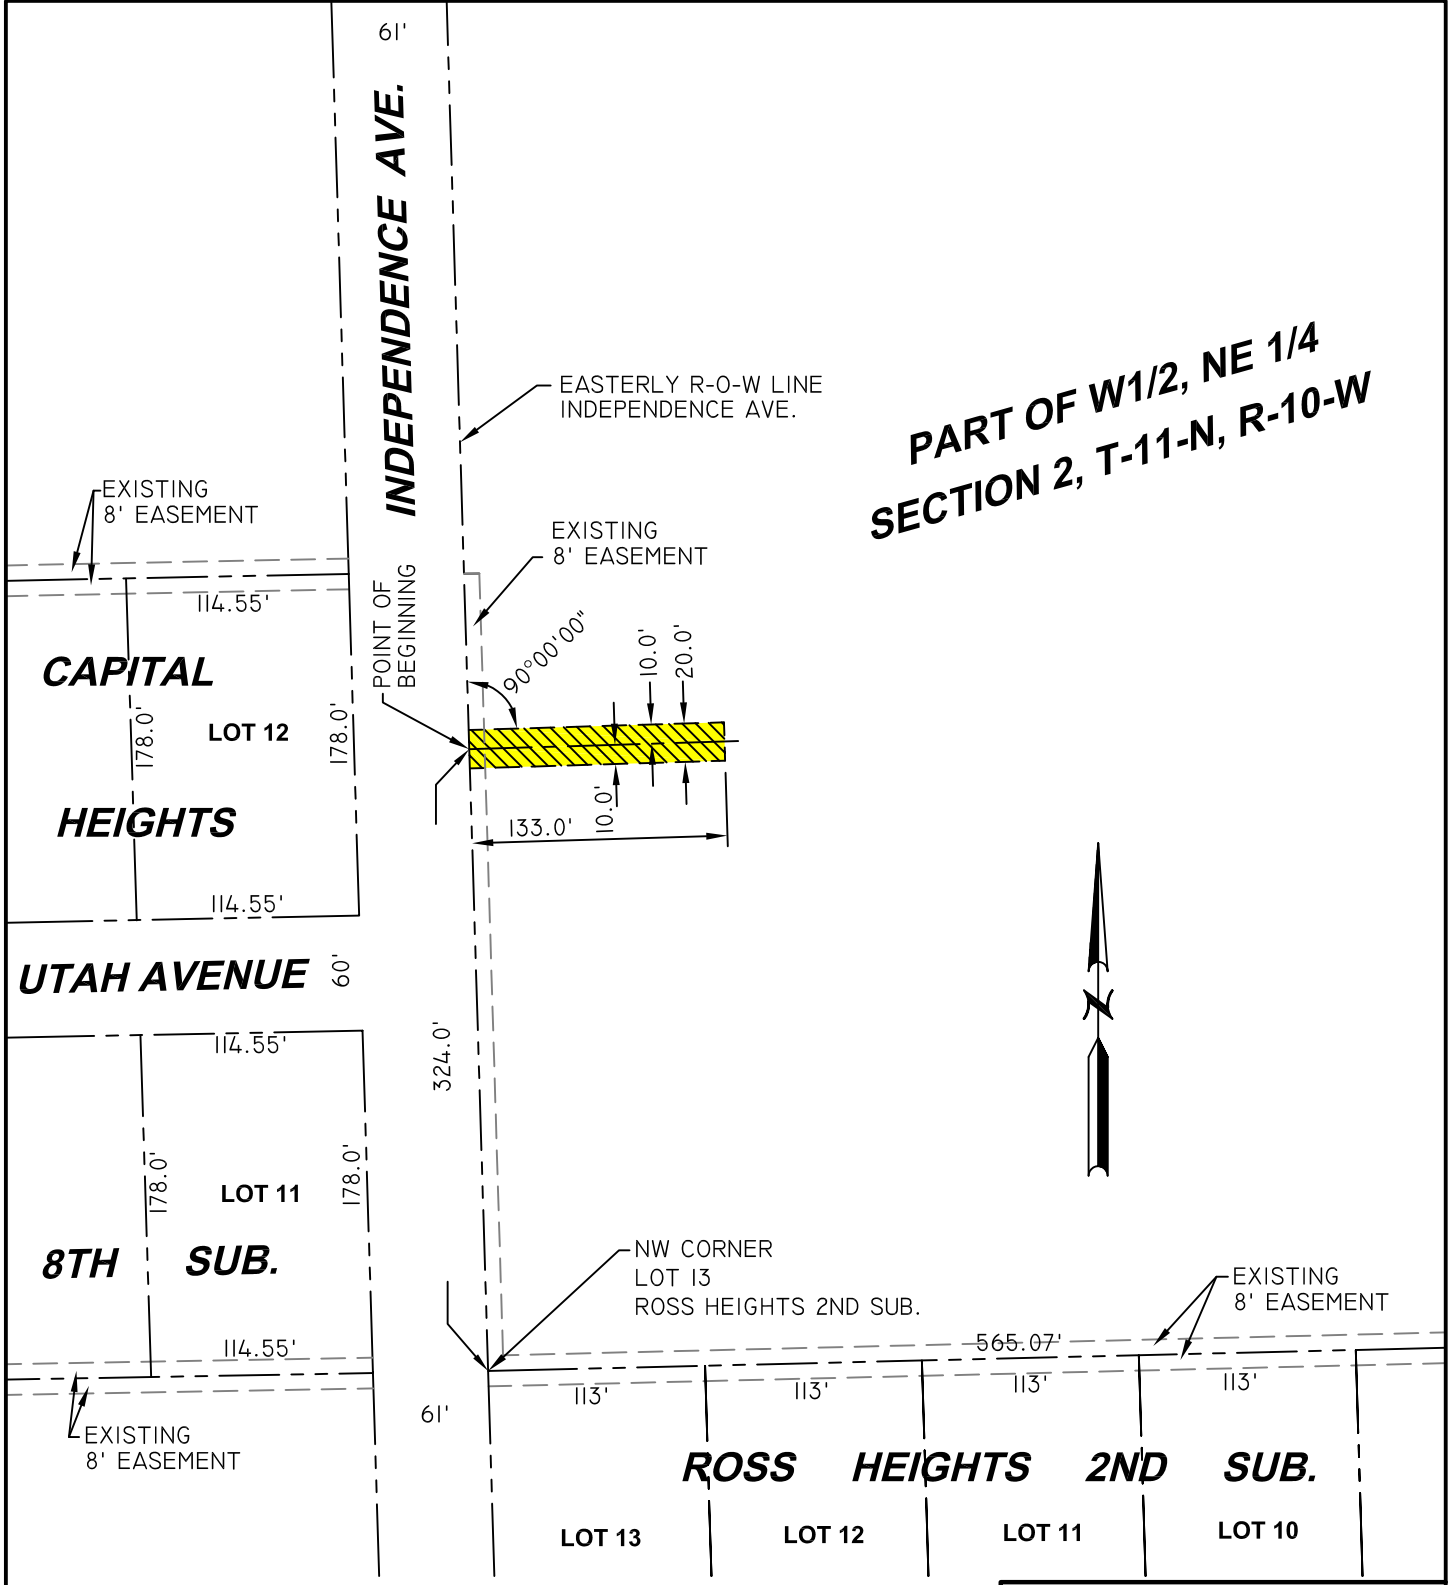 61'
INDEPENDENCE AVE.
EASTERLY R-O-W LINE
INDEPENDENCE AVE.
PART OF W1/2, NE 1/4
SECTION 2, T-11-N, R-10-W
EXISTING
8' EASEMENT
EXISTING
8' EASEMENT
114.55'
POINT OF
BEGINNING
90°00'00"
10.0'
20.0'
CAPITAL
178.0'
LOT 12
178.0'
HEIGHTS
10.0'
133.0'
114.55'
UTAH AVENUE
60'
N
114.55'
324.0'
178.0'
LOT 11
178.0'
8TH SUB.
NW CORNER
LOT 13
ROSS HEIGHTS 2ND SUB.
EXISTING
8' EASEMENT
114.55'
565.07'
113'
113'
113'
113'
61'
EXISTING
8' EASEMENT
ROSS HEIGHTS 2ND SUB.
LOT 13
LOT 12
LOT 11
LOT 10